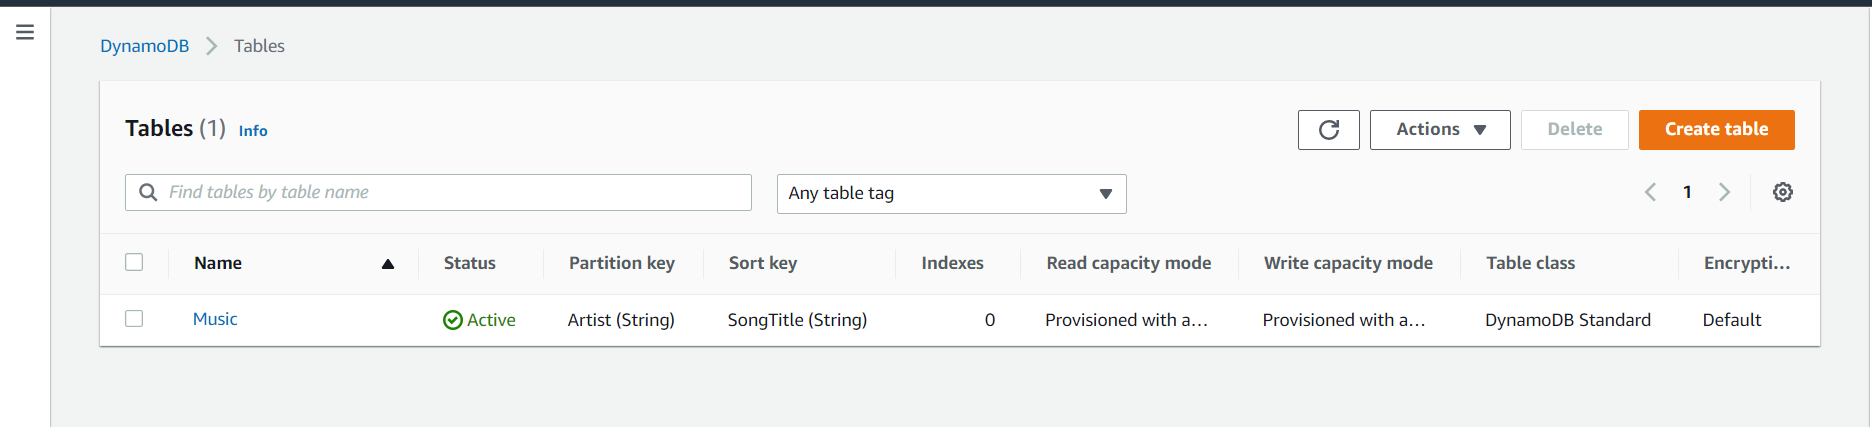 DynamoDB > Tables
Tables (1) Info
Actions
Delete
Create table
Find tables by table name
Any table tag
1
Name Status Partition key Sort key Indexes Read capacity mode Write capacity mode Table class Encrypti...
Music Active Artist (String) SongTitle (String) 0 Provisioned with a... Provisioned with a... DynamoDB Standard Default